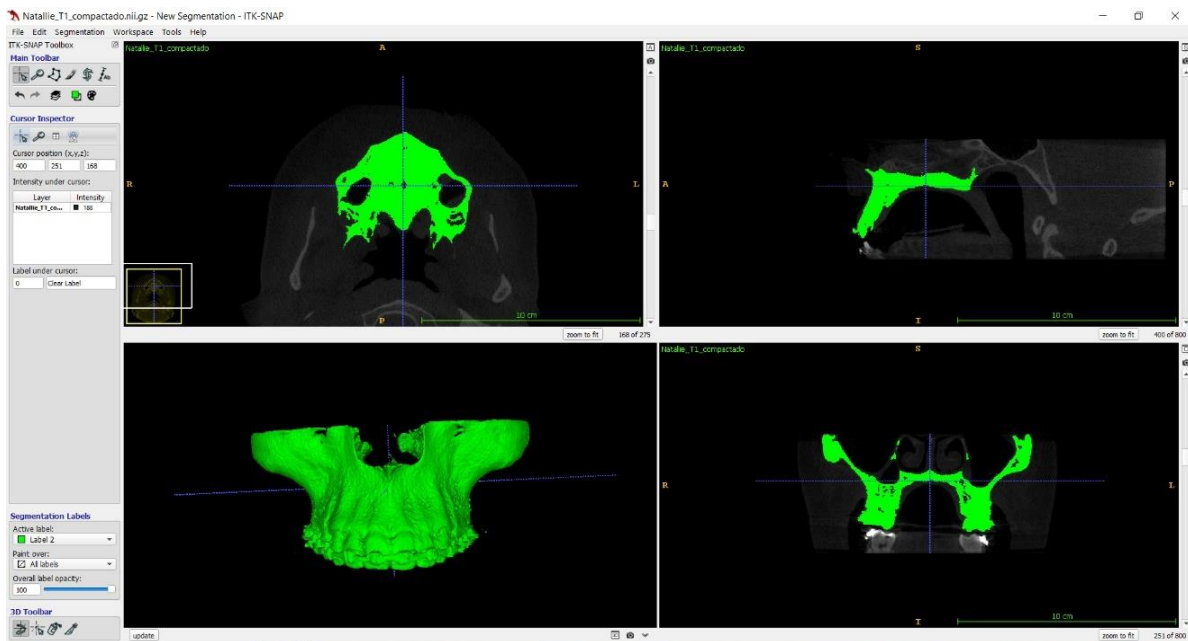 Natallie_T1_compactado.nii.gz - New Segmentation - ITK-SNAP
File Edit Segmentation Workspace Tools Help
ITK-SNAP Toolbox
Main Toolbar
Cursor Inspector
Cursor position (x,y,z):
400 251 168
Intensity under cursor:
Layer Intensity
Natallie_T1_co...
Label under cursor:
0 Clear Label
Segmentation Labels
Active label:
Label 2
Paint over:
All labels
Overall label opacity:
100
3D Toolbar
Natallie_T1_compactado
A
R
L
P
10 cm
zoom to fit 168 of 275
Natallie_T1_compactado
S
A
P
I
10 cm
zoom to fit 400 of 800
update
Natallie_T1_compactado
S
R
L
I
10 cm
zoom to fit 251 of 800